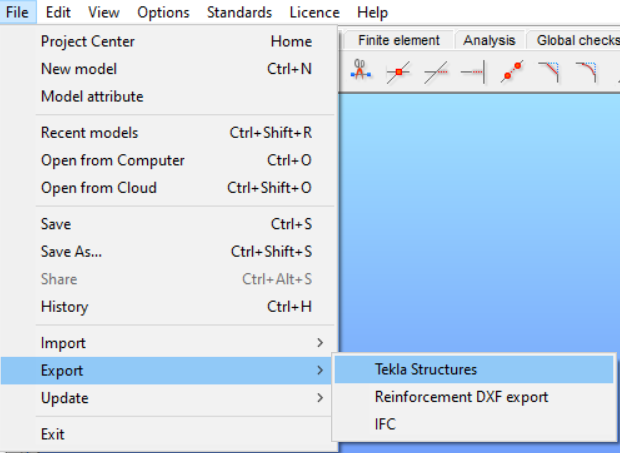 File Edit View Options Standards Licence Help
Project Center Home
New model Ctrl+N
Model attribute
Recent models Ctrl+Shift+R
Open from Computer Ctrl+O
Open from Cloud Ctrl+Shift+O
Save Ctrl+S
Save As... Ctrl+Shift+S
Share Ctrl+Alt+S
History Ctrl+H
Import >
Export >
Update >
Exit
Finite element Analysis Global checks
Tekla Structures
Reinforcement DXF export
IFC